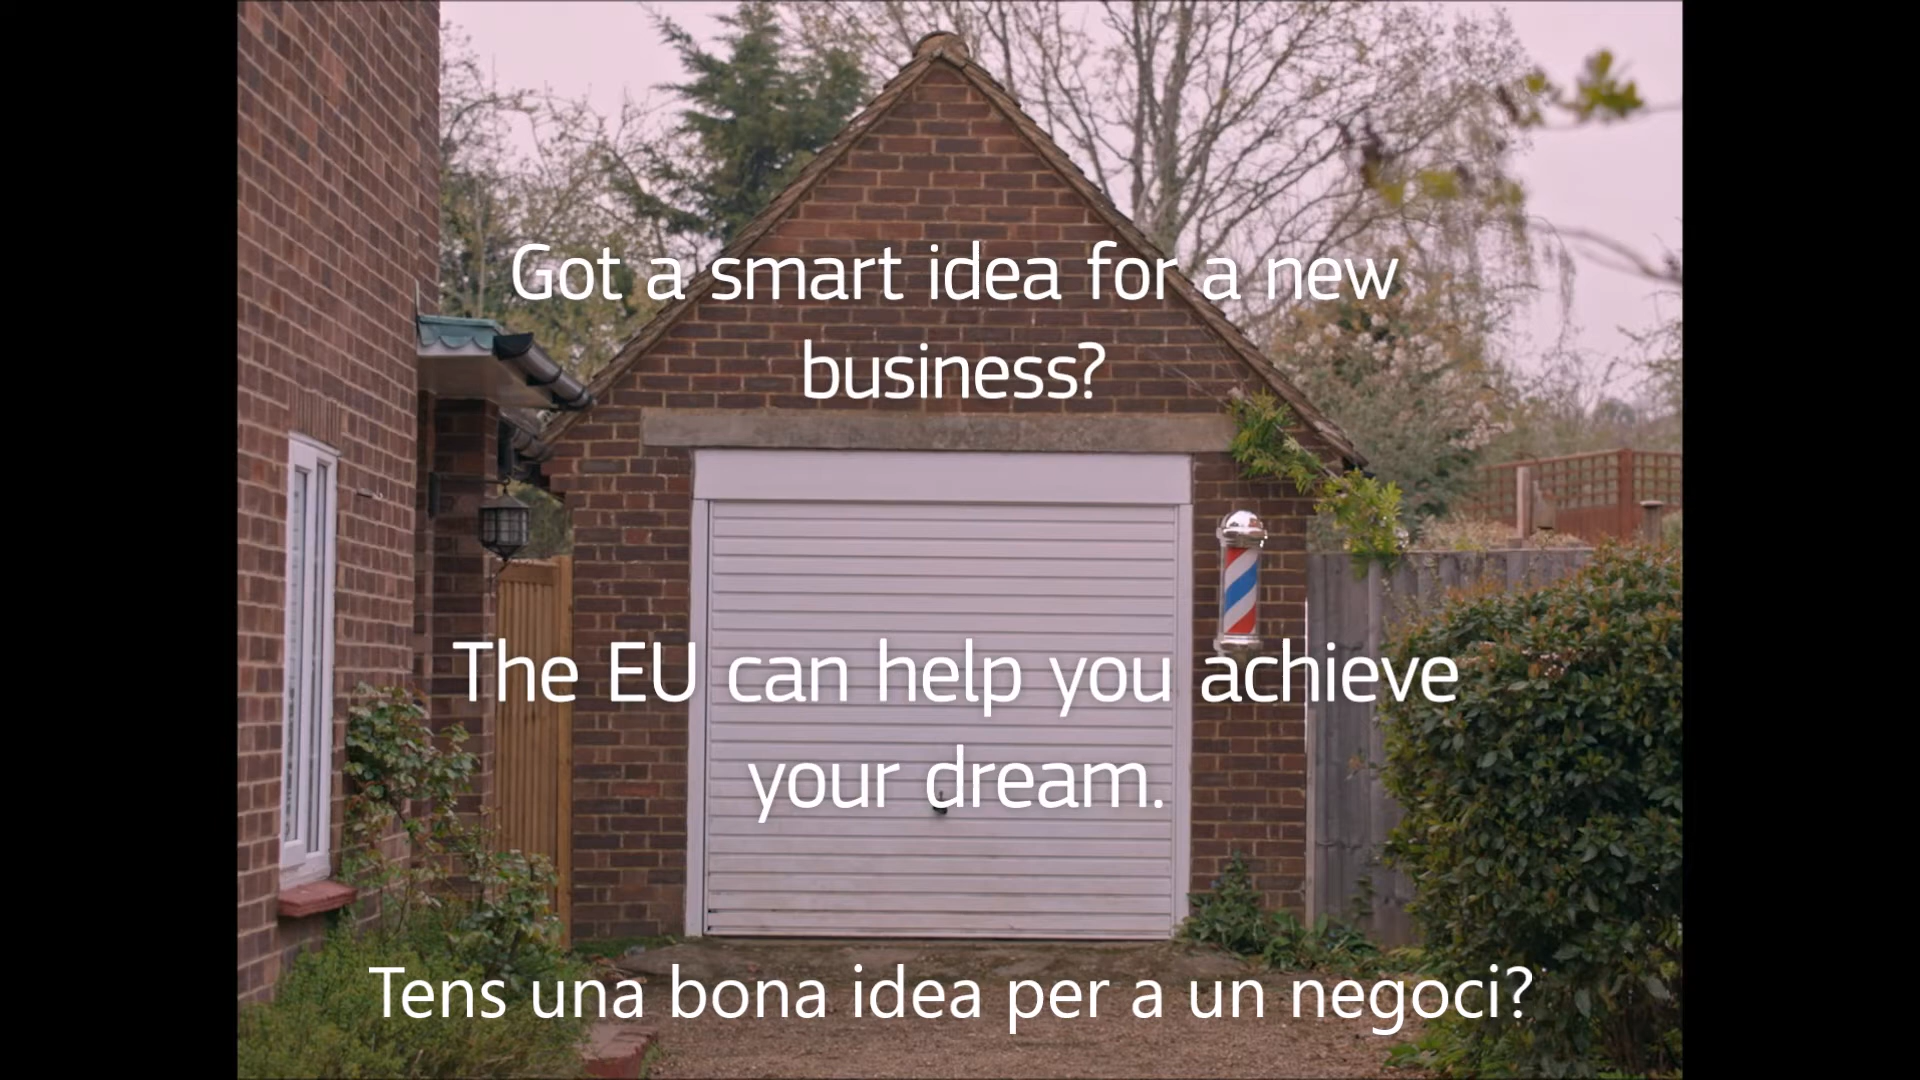 Got a smart idea for a new
business?
The EU can help you achieve
your dream.
Tens una bona idea per a un negoci?